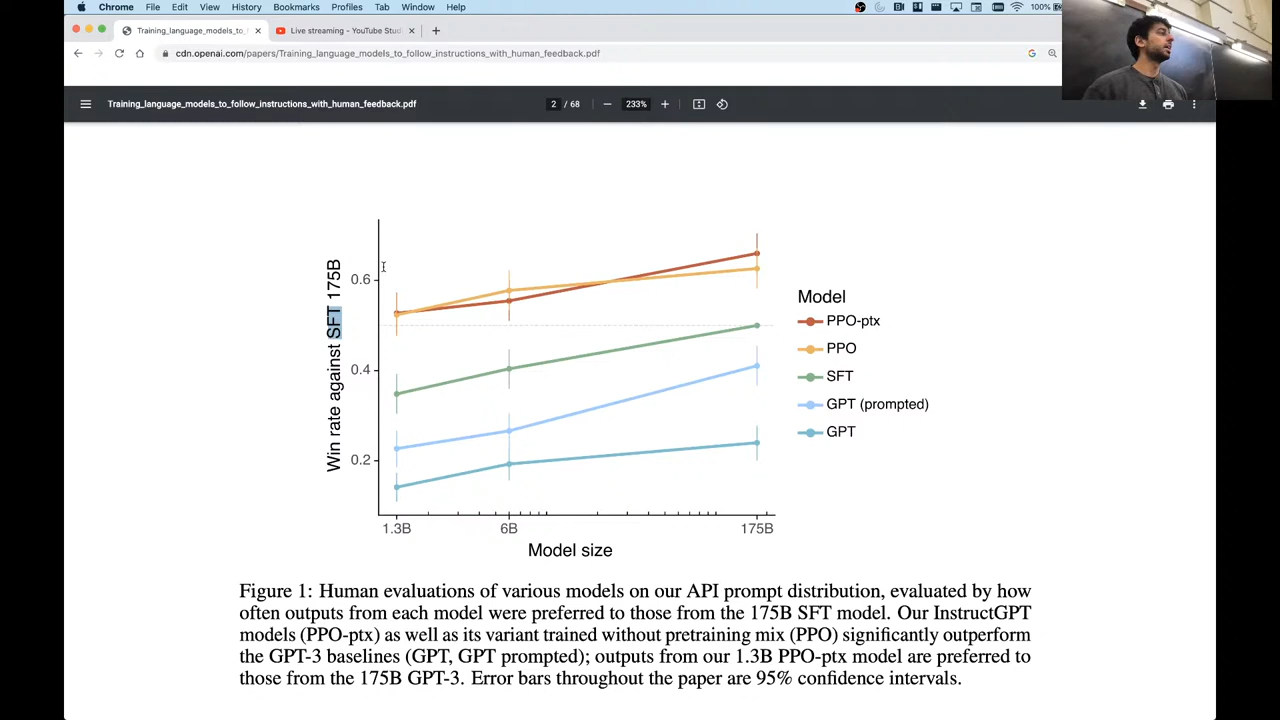 Chrome File Edit View History Bookmarks Profiles Tab Window Help 100%
Training_language_models_to_ Live streaming - YouTube Stud
cdn.openai.com/papers/Training_language_models_to_follow_instructions_with_human_feedback.pdf
Training_language_models_to_follow_instructions_with_human_feedback.pdf 2 / 68 233%
Win rate against SFT 175B
0.6
0.4
0.2
1.3B 6B 175B
Model size
Model
PPO-ptx
PPO
SFT
GPT (prompted)
GPT
Figure 1: Human evaluations of various models on our API prompt distribution, evaluated by how
often outputs from each model were preferred to those from the 175B SFT model. Our InstructGPT
models (PPO-ptx) as well as its variant trained without pretraining mix (PPO) significantly outperform
the GPT-3 baselines (GPT, GPT prompted); outputs from our 1.3B PPO-ptx model are preferred to
those from the 175B GPT-3. Error bars throughout the paper are 95% confidence intervals.